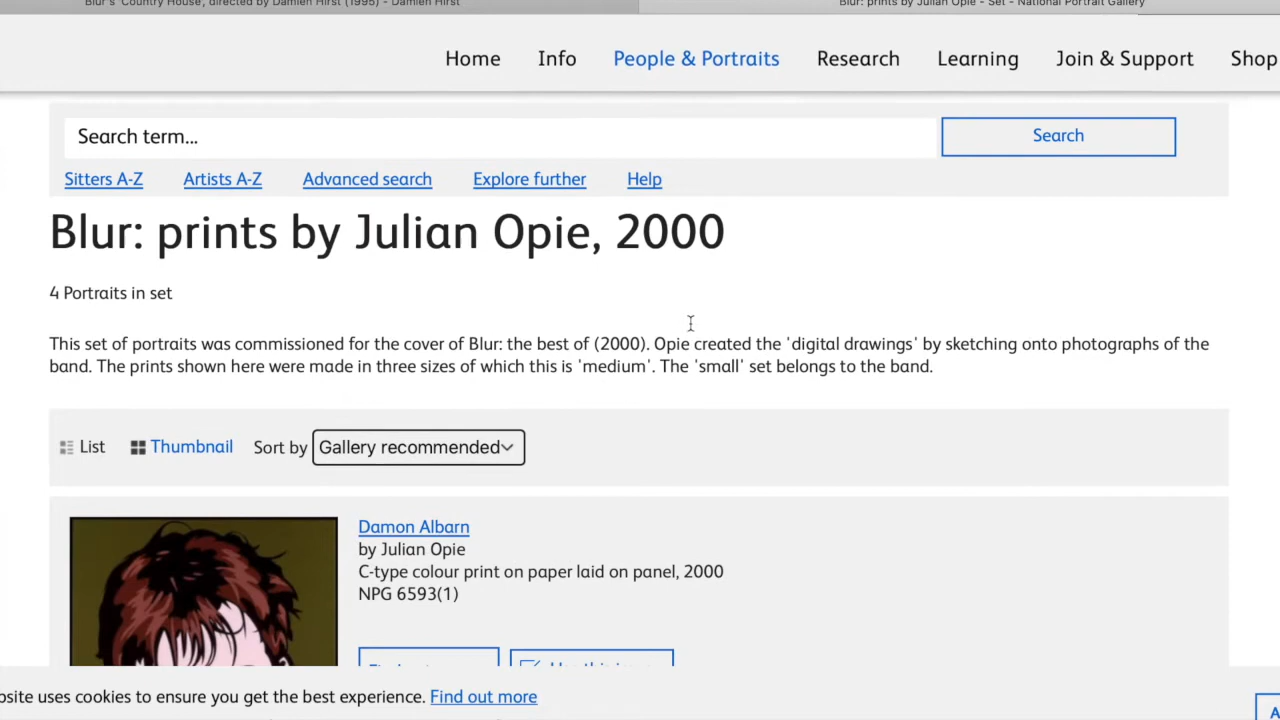 Blur's 'Country House', directed by Damien Hirst (1995) - Damien Hirst
Blur: prints by Julian Opie - Set - National Portrait Gallery
Home Info People & Portraits Research Learning Join & Support Shop
Search term... Search
Sitters A-Z Artists A-Z Advanced search Explore further Help
Blur: prints by Julian Opie, 2000
4 Portraits in set
This set of portraits was commissioned for the cover of Blur: the best of (2000). Opie created the 'digital drawings' by sketching onto photographs of the
band. The prints shown here were made in three sizes of which this is 'medium'. The 'small' set belongs to the band.
List Thumbnail Sort by Gallery recommended
Damon Albarn
by Julian Opie
C-type colour print on paper laid on panel, 2000
NPG 6593(1)
uses cookies to ensure you get the best experience. Find out more